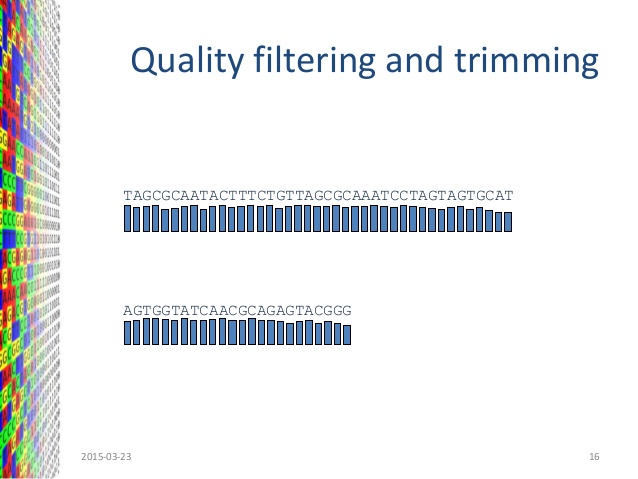 Quality filtering and trimming
TAGCGCAATACTTTCTGTTAGCGCAAATCCTAGTAGTGCAT
AGTGGTATCAACGCAGAGTACGGG
2015-03-23
16